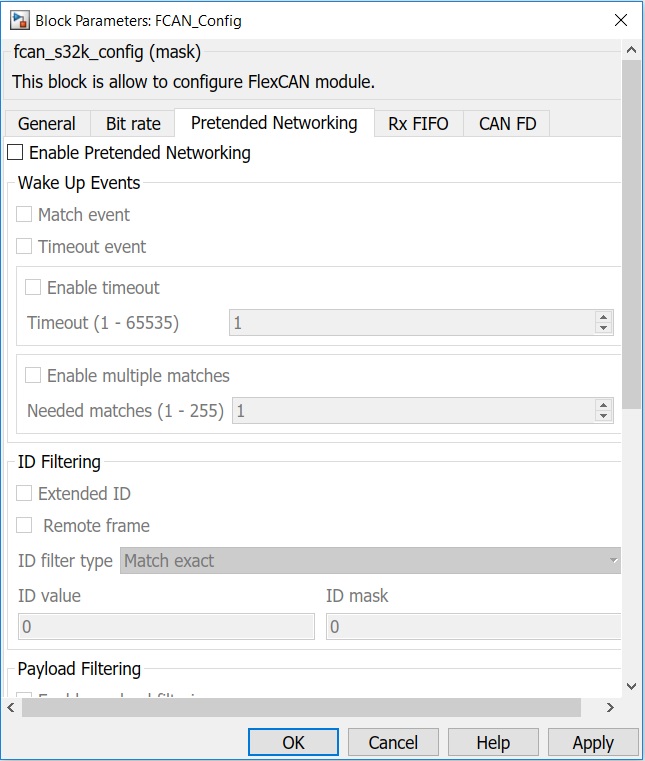 Block Parameters: FCAN_Config
fcan_s32k_config (mask)
This block is allow to configure FlexCAN module.
General Bit rate Pretended Networking Rx FIFO CAN FD
Enable Pretended Networking
Wake Up Events
Match event
Timeout event
Enable timeout
Timeout (1 - 65535) 1
Enable multiple matches
Needed matches (1 - 255) 1
ID Filtering
Extended ID
Remote frame
ID filter type Match exact
ID value ID mask
0 0
Payload Filtering
OK Cancel Help Apply